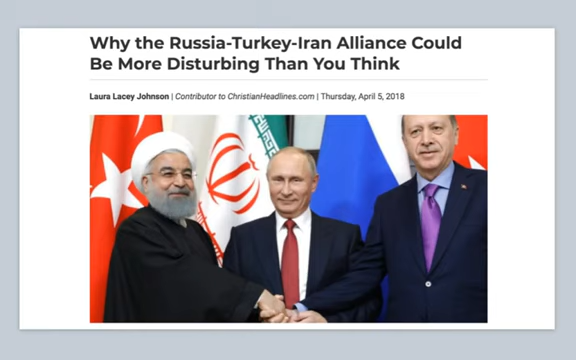 Why the Russia-Turkey-Iran Alliance Could
Be More Disturbing Than You Think
Laura Lacey Johnson | Contributor to ChristianHeadlines.com | Thursday, April 5, 2018